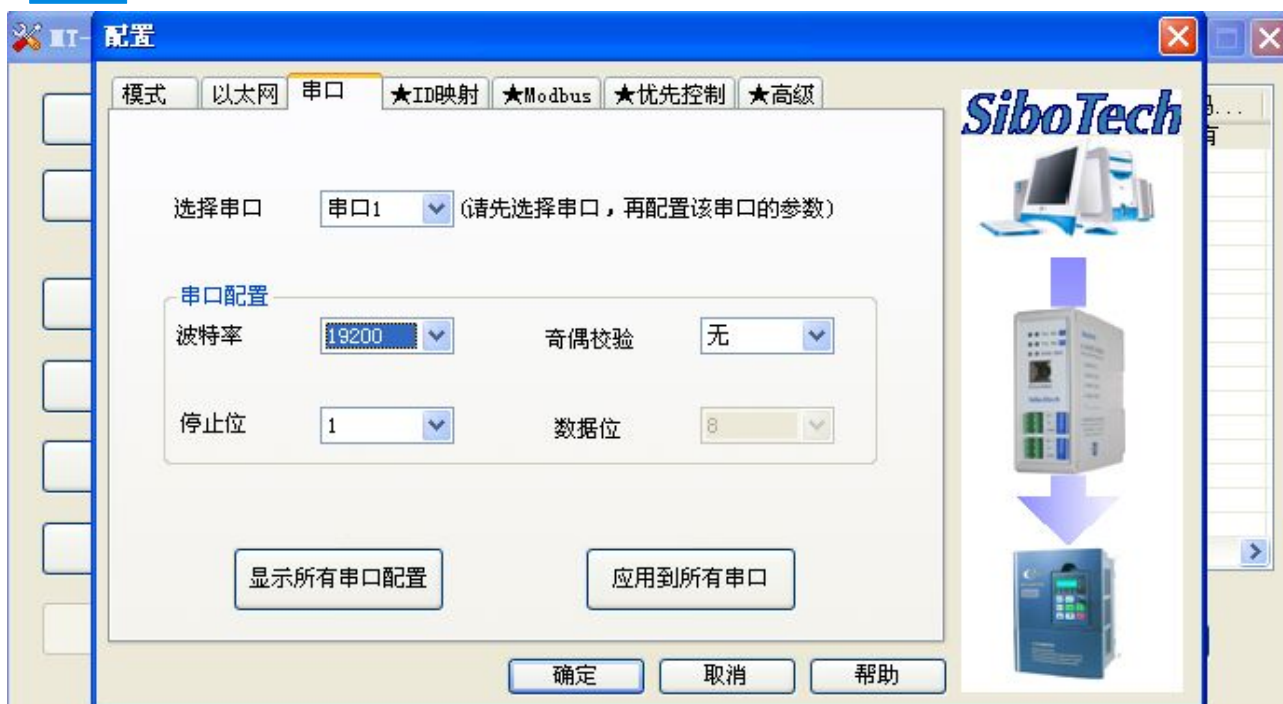 MT-
配置
模式 以太网 串口 ★ID映射 ★Modbus ★优先控制 ★高级
SiboTech
有
选择串口 串口1 (请先选择串口，再配置该串口的参数)
串口配置
波特率 19200 奇偶校验 无
停止位 1 数据位 8
显示所有串口配置 应用到所有串口
确定 取消 帮助